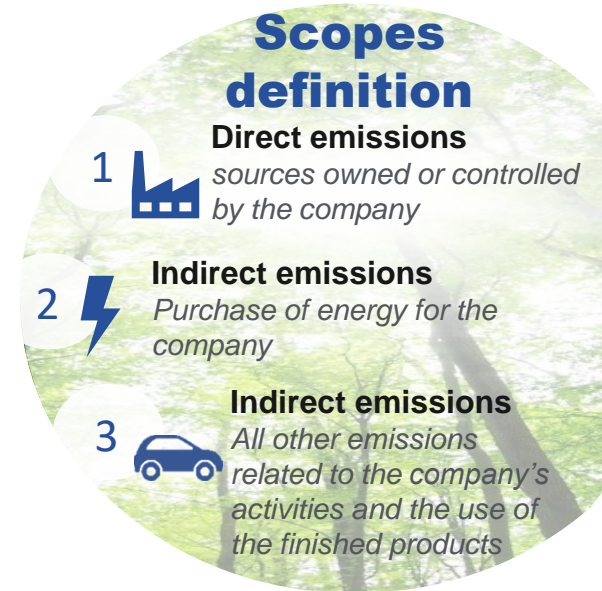 Scopes
definition
1
Direct emissions
sources owned or controlled
by the company
2
Indirect emissions
Purchase of energy for the
company
3
Indirect emissions
All other emissions
related to the company’s
activities and the use of
the finished products